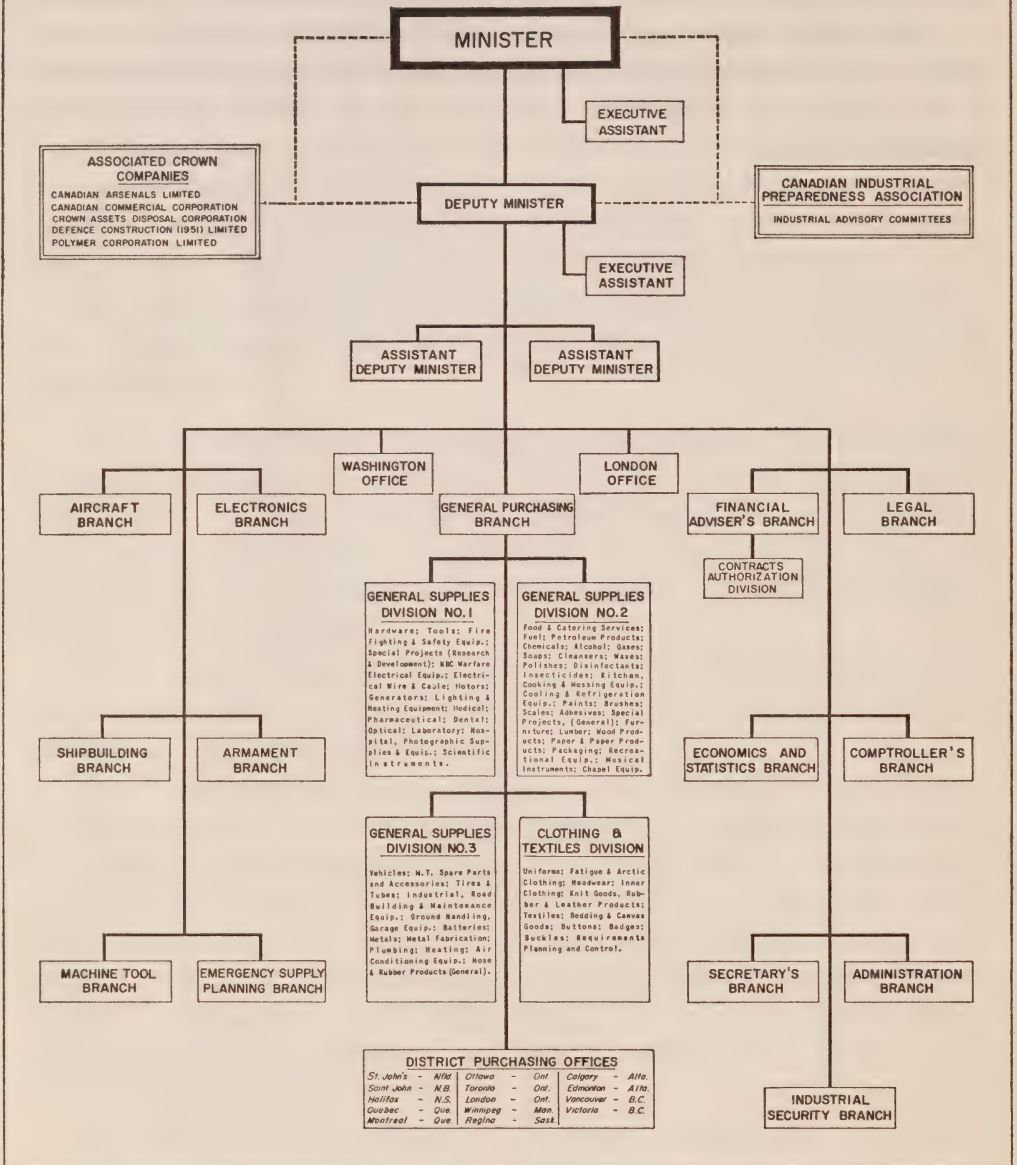 MINISTER
EXECUTIVE
ASSISTANT
ASSOCIATED CROWN
COMPANIES
CANADIAN ARSENALS LIMITED
CANADIAN COMMERCIAL CORPORATION
CROWN ASSETS DISPOSAL CORPORATION
DEFENCE CONSTRUCTION (1951) LIMITED
POLYMER CORPORATION LIMITED
DEPUTY MINISTER
CANADIAN INDUSTRIAL
PREPAREDNESS ASSOCIATION
INDUSTRIAL ADVISORY COMMITTEES
EXECUTIVE
ASSISTANT
ASSISTANT
DEPUTY MINISTER
ASSISTANT
DEPUTY MINISTER
WASHINGTON
OFFICE
LONDON
OFFICE
AIRCRAFT
BRANCH
ELECTRONICS
BRANCH
GENERAL PURCHASING
BRANCH
FINANCIAL
ADVISER'S BRANCH
LEGAL
BRANCH
CONTRACTS
AUTHORIZATION
DIVISION
GENERAL SUPPLIES
DIVISION NO.1
Hardware; Tools; Fire
Fighting & Safety Equip.;
Special Projects (Research
& Development); NBC Warfare
Electrical Equip.; Electri-
cal Wire & Cable; Motors;
Generators; Lighting &
Heating Equipment; Medical;
Pharmaceutical; Dental;
Optical; Laboratory; Hos-
pital, Photographic Sup-
plies & Equip.; Scientific
Instruments.
GENERAL SUPPLIES
DIVISION NO.2
Food & Catering Services;
Fuel; Petroleum Products;
Chemicals; Alcohol; Gases;
Soaps; Cleansers; Waxes;
Polishes; Disinfectants;
Insecticides; Kitchen,
Cooking & Messing Equip.;
Cooling & Refrigeration
Equip.; Paints; Brushes;
Scales; Adhesives; Special
Projects, (General); Fur-
niture; Lumber; Wood Prod-
ucts; Paper & Paper Prod-
ucts; Packaging; Recrea-
tional Equip.; Musical
Instruments; Chapel Equip.
SHIPBUILDING
BRANCH
ARMAMENT
BRANCH
ECONOMICS AND
STATISTICS BRANCH
COMPTROLLER'S
BRANCH
GENERAL SUPPLIES
DIVISION NO.3
Vehicles; M.T. Spare Parts
and Accessories; Tires &
Tubes; Industrial, Road
Building & Maintenance
Equip.; Ground Handling,
Garage Equip.; Batteries;
Metals; Metal Fabrication;
Plumbing; Heating; Air
Conditioning Equip.; Hose
& Rubber Products (General).
CLOTHING &
TEXTILES DIVISION
Uniforms; Fatigue & Arctic
Clothing; Headwear; Inner
Clothing; Knit Goods, Rub-
ber & Leather Products;
Textiles; Bedding & Canvas
Goods; Buttons; Badges;
Buckles; Requirements
Planning and Control.
MACHINE TOOL
BRANCH
EMERGENCY SUPPLY
PLANNING BRANCH
SECRETARY'S
BRANCH
ADMINISTRATION
BRANCH
DISTRICT PURCHASING OFFICES
St. John's - Nfld Ottawa - Ont Calgary - Alta.
Saint John - N.B. Toronto - Ont. Edmonton - Alta.
Halifax - N.S. London - Ont. Vancouver - B.C.
Quebec - Que. Winnipeg - Man. Victoria - B.C.
Montreal - Que. Regina - Sask
INDUSTRIAL
SECURITY BRANCH